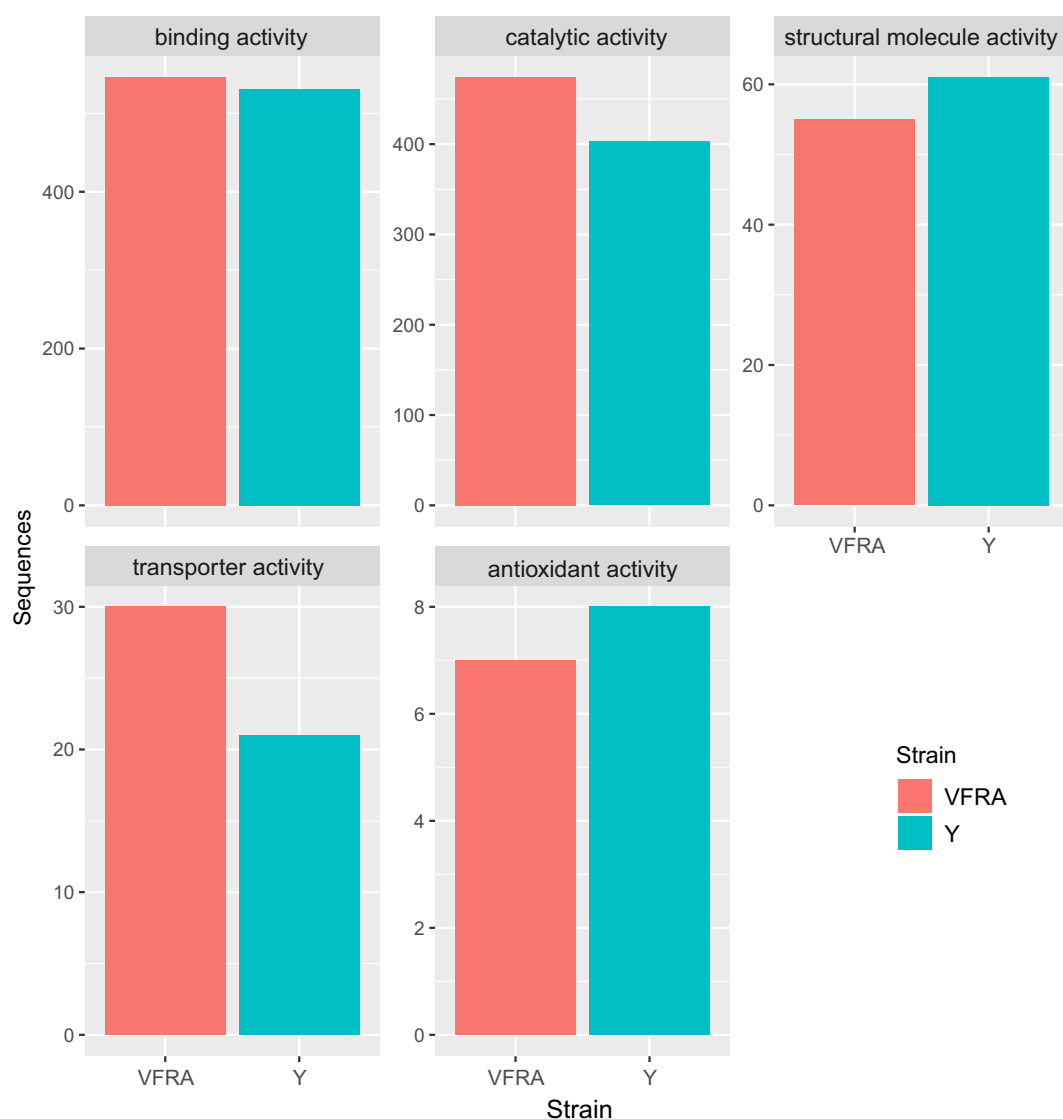 binding activity
catalytic activity
structural molecule activity
400
200
0
400
300
200
100
0
60
40
20
0
VFRA Y
Sequences
transporter activity
antioxidant activity
30
20
10
0
8
6
4
2
0
VFRA Y
VFRA Y
Strain
Strain
VFRA
Y